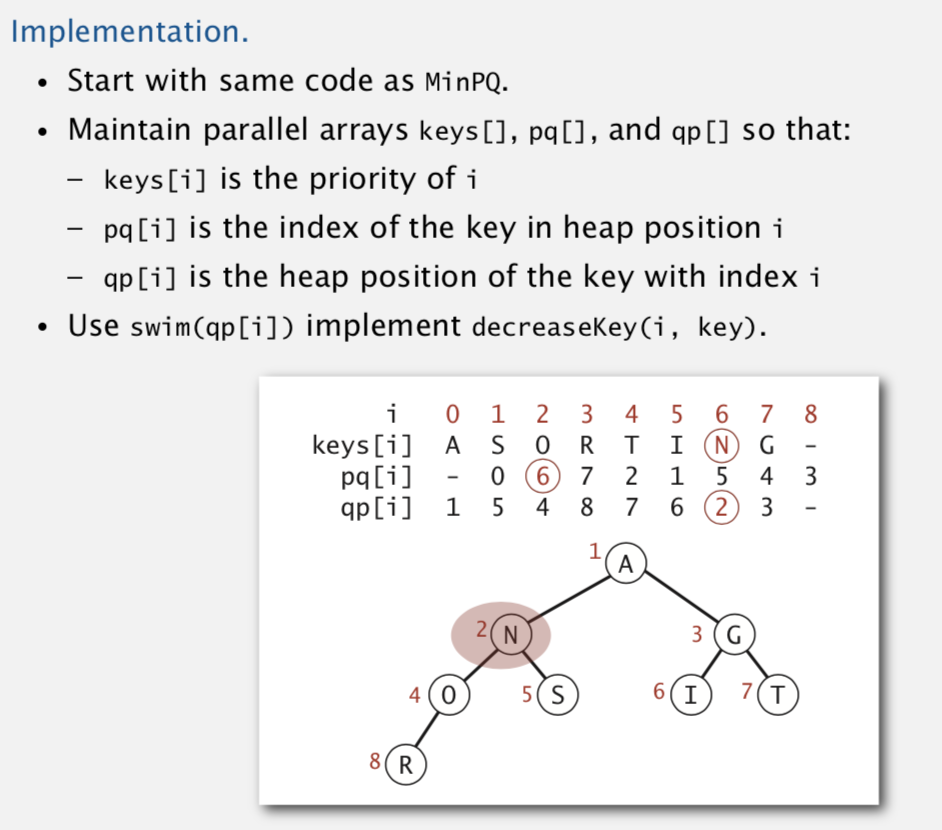 Implementation.
• Start with same code as MinPQ.
• Maintain parallel arrays keys[], pq[], and qp[] so that:
– keys[i] is the priority of i
– pq[i] is the index of the key in heap position i
– qp[i] is the heap position of the key with index i
• Use swim(qp[i]) implement decreaseKey(i, key).
i 0 1 2 3 4 5 6 7 8
keys[i] A S O R T I N G –
pq[i] – 0 6 7 2 1 5 4 3
qp[i] 1 5 4 8 7 6 2 3 –
1 A
2 N 3 G
4 O 5 S 6 I 7 T
8 R